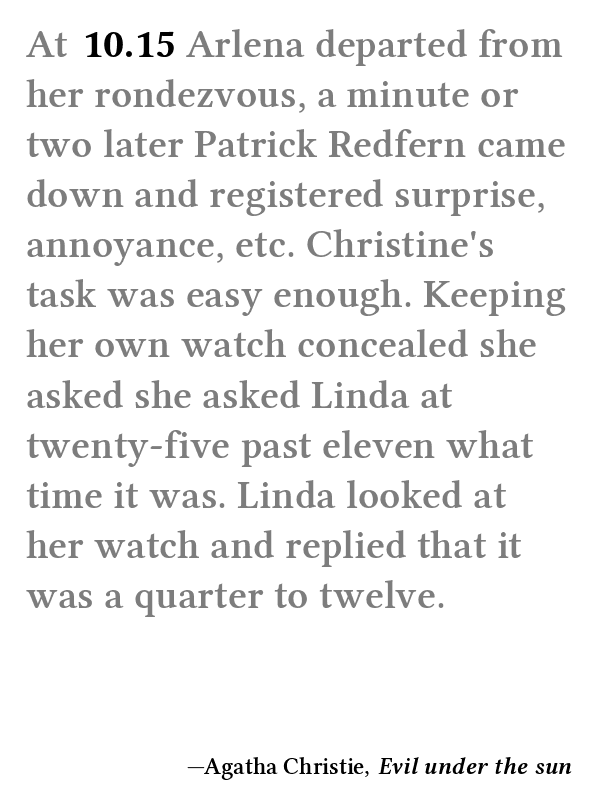 At 10.15 Arlena departed from
her rondezvous, a minute or
two later Patrick Redfern came
down and registered surprise,
annoyance, etc. Christine's
task was easy enough. Keeping
her own watch concealed she
asked she asked Linda at
twenty-five past eleven what
time it was. Linda looked at
her watch and replied that it
was a quarter to twelve.
—Agatha Christie, Evil under the sun